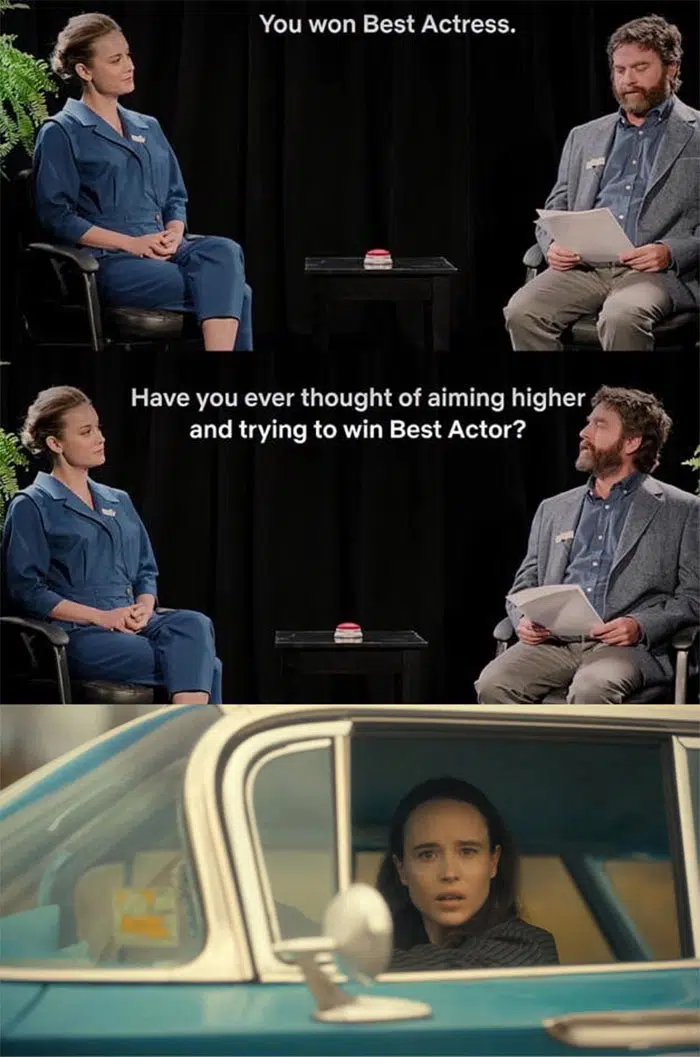 You won Best Actress.
Have you ever thought of aiming higher
and trying to win Best Actor?